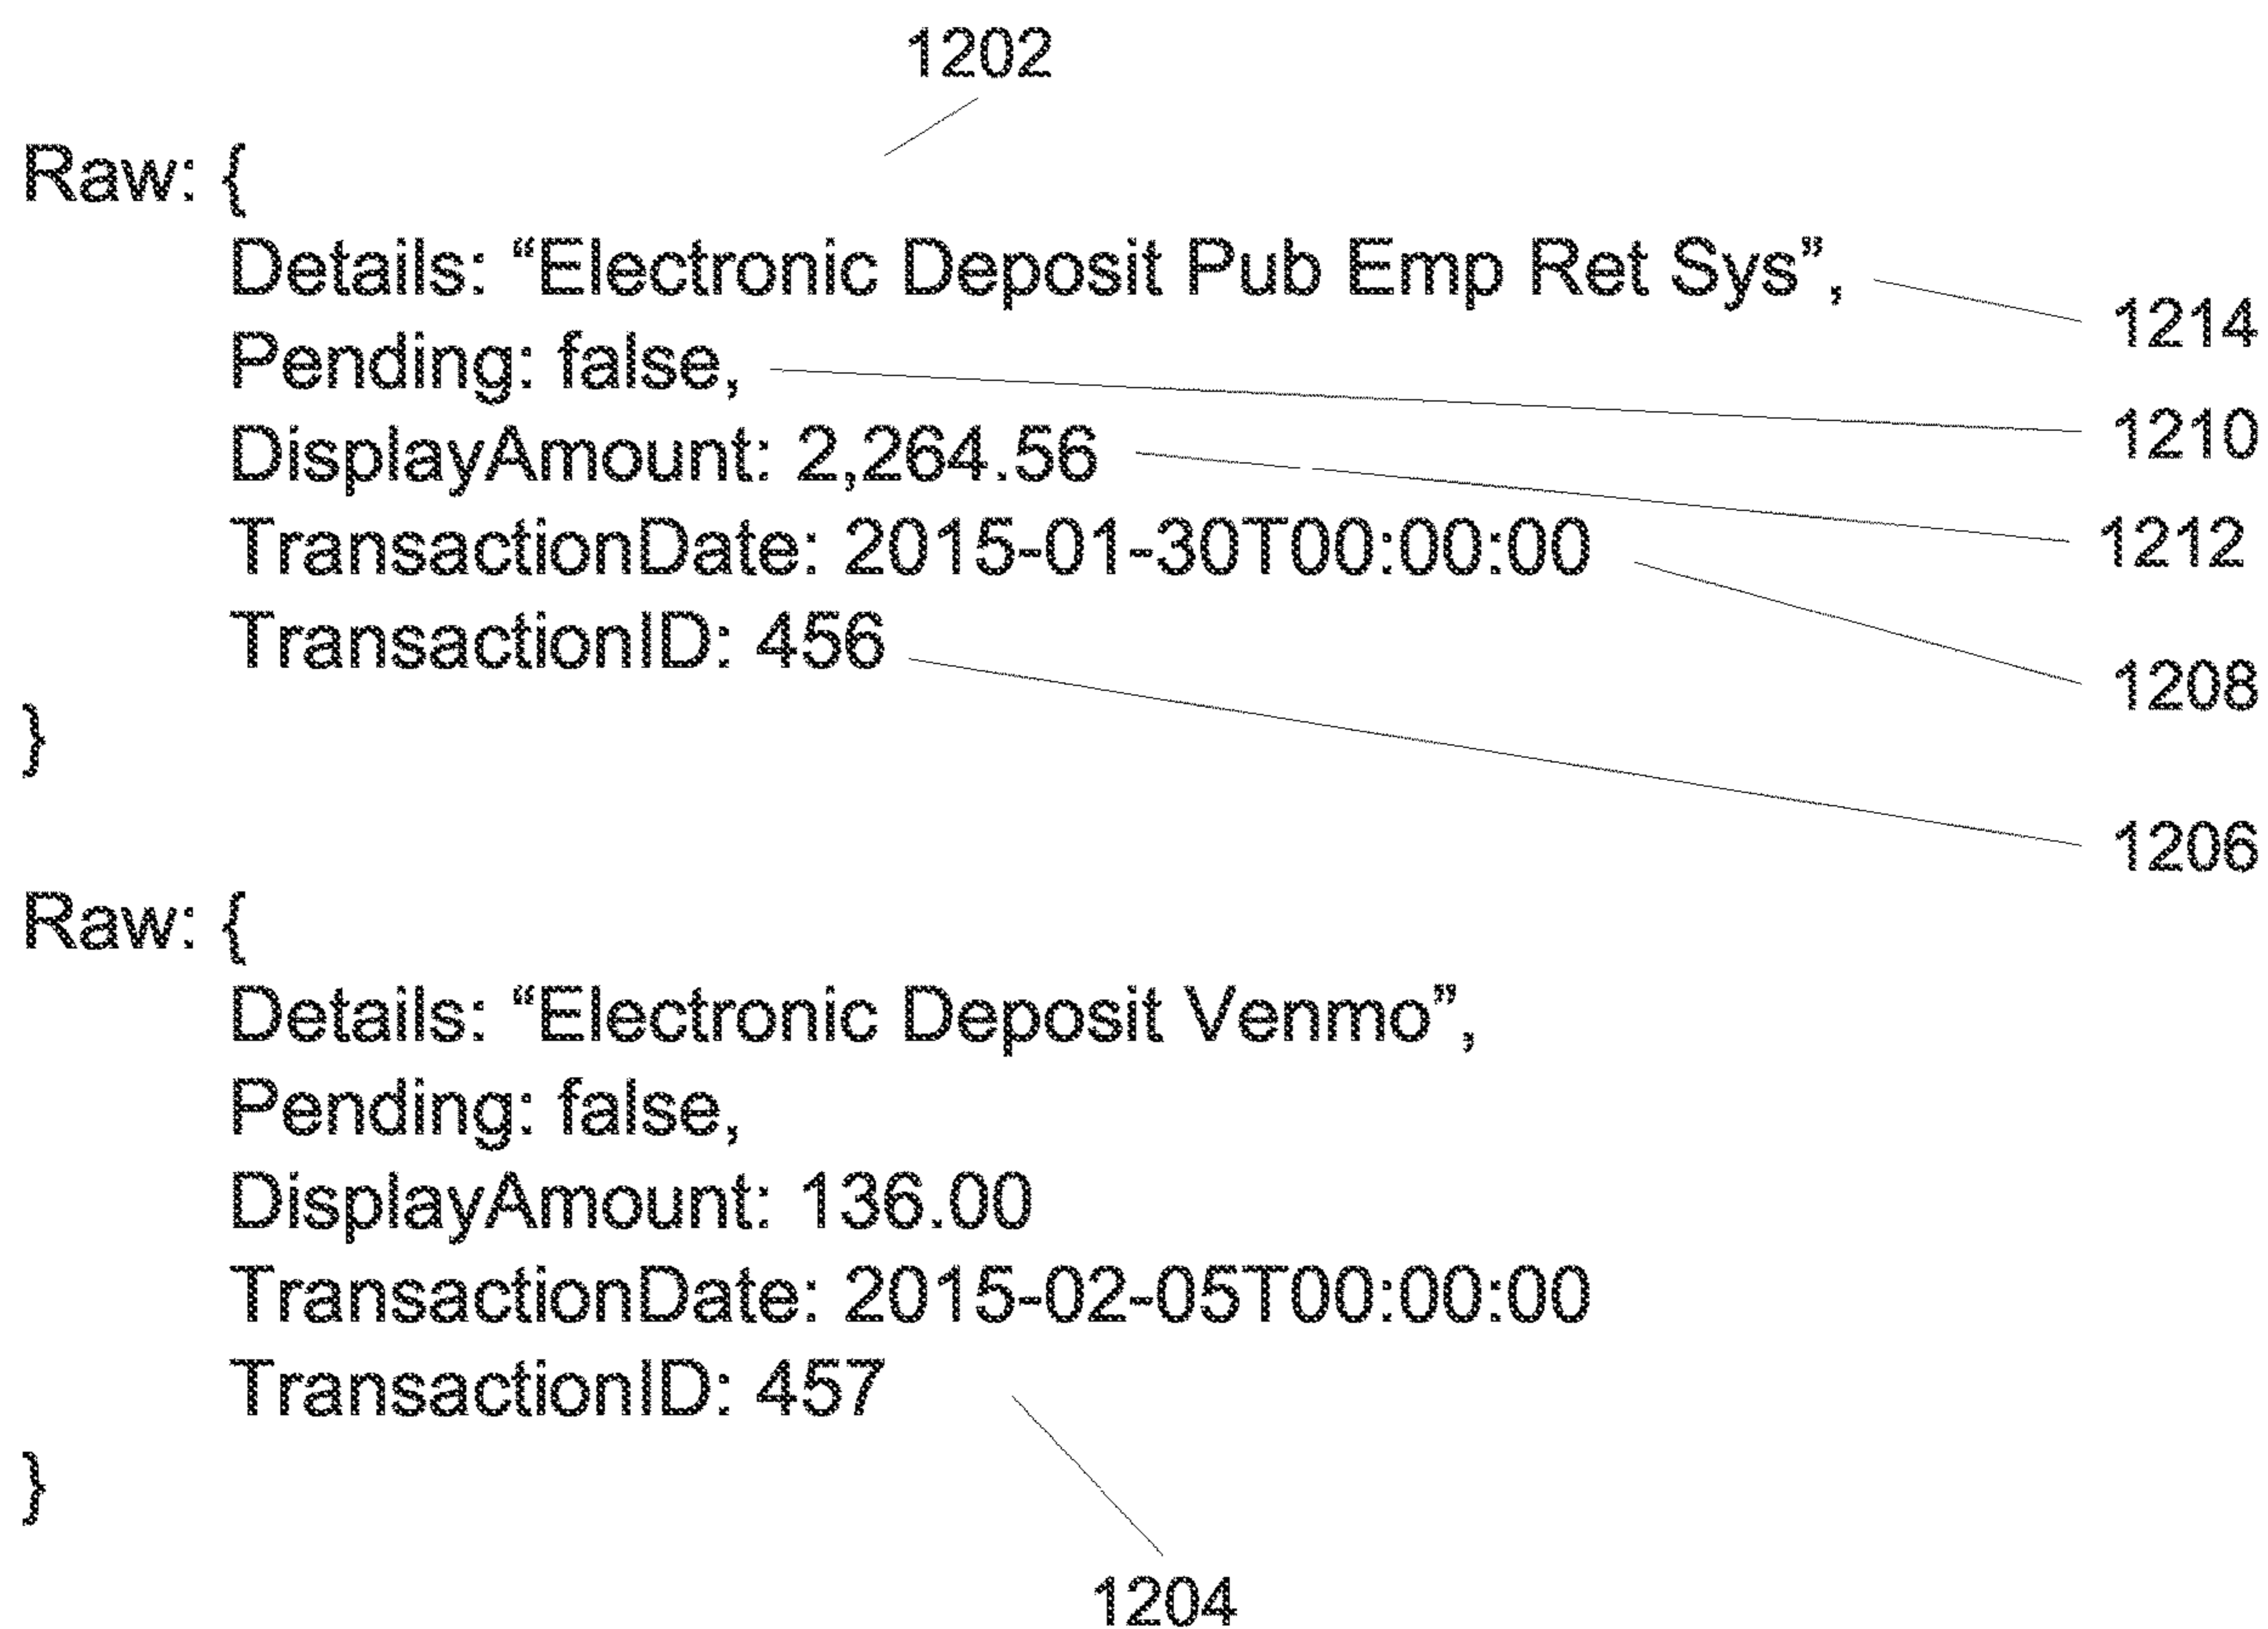 1202
Raw: {
Details: “Electronic Deposit Pub Emp Ret Sys”,
1214
Pending: false,
1210
DisplayAmount: 2,264.56
1212
TransactionDate: 2015-01-30T00:00:00
1208
TransactionID: 456
}
1206
Raw: {
Details: “Electronic Deposit Venmo”,
Pending: false,
DisplayAmount: 136.00
TransactionDate: 2015-02-05T00:00:00
TransactionID: 457
}
1204